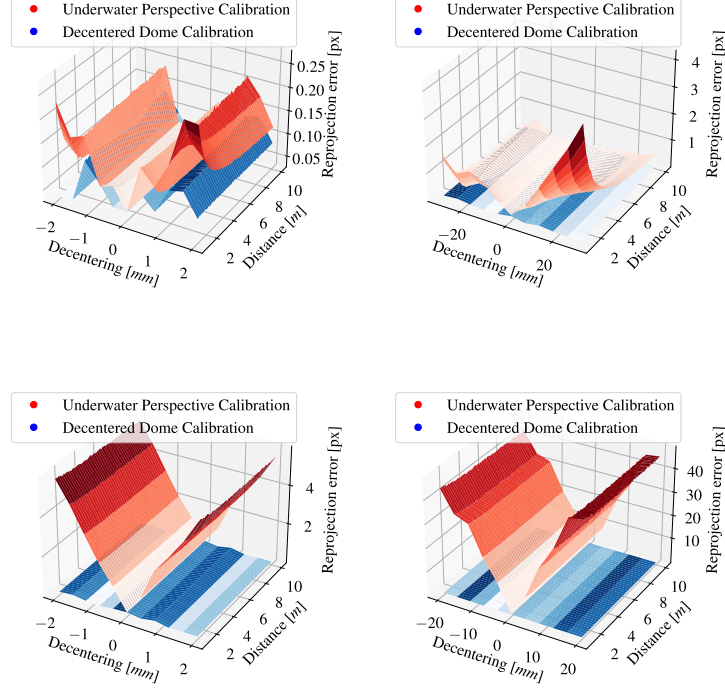 Underwater Perspective Calibration
Decentered Dome Calibration
0.25
0.20
0.15
0.10
0.05
Reprojection error [px]
−2
−1
0
1
2
Decentering [mm]
2
4
6
8
10
Distance [m]
Underwater Perspective Calibration
Decentered Dome Calibration
4
3
2
1
Reprojection error [px]
−20
0
20
Decentering [mm]
2
4
6
8
10
Distance [m]
Underwater Perspective Calibration
Decentered Dome Calibration
4
2
Reprojection error [px]
−2
−1
0
1
2
Decentering [mm]
2
4
6
8
10
Distance [m]
Underwater Perspective Calibration
Decentered Dome Calibration
40
30
20
10
Reprojection error [px]
−20
−10
0
10
20
Decentering [mm]
2
4
6
8
10
Distance [m]